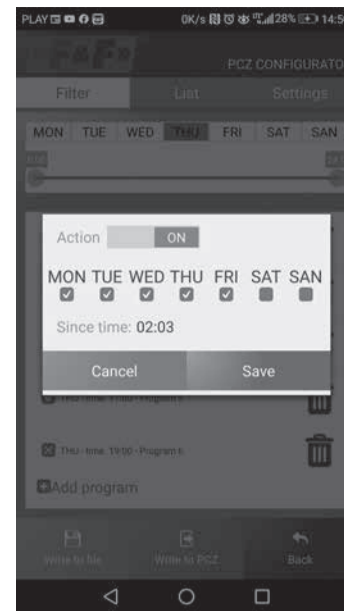 PLAY 0K/s 28% 14:5
F&F
PCZ CONFIGURATO
Filter List Settings
MON TUE WED THU FRI SAT SAN
Action ON
MON TUE WED THU FRI SAT SAN
Since time: 02:03
Cancel Save
THU - time: 19:00 - Program
Add program
Write to file Write to PCZ Back